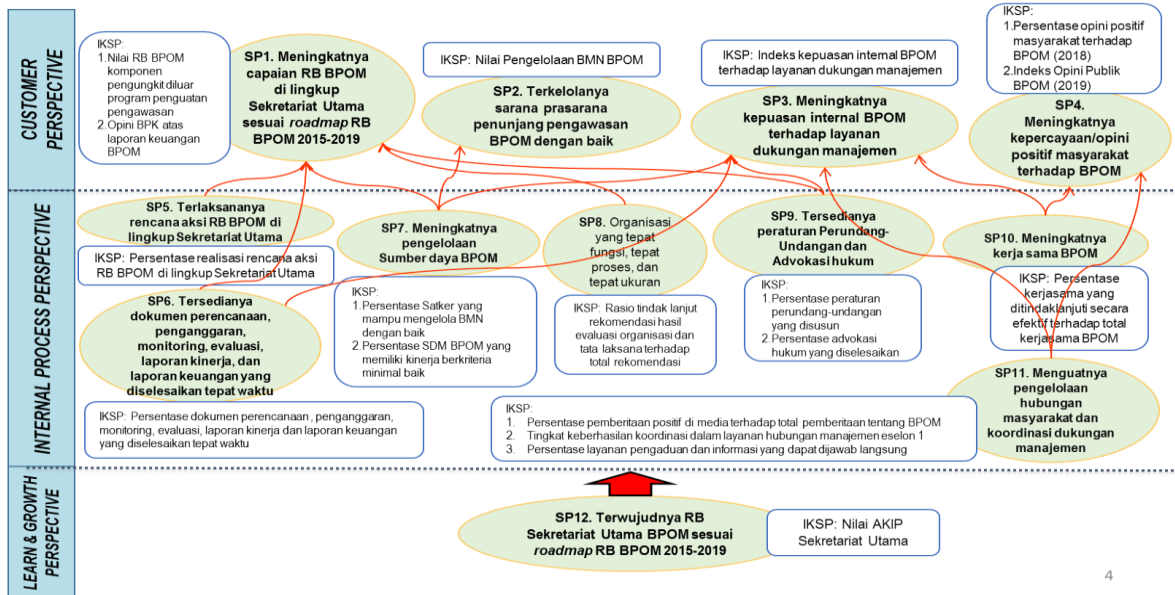 CUSTOMER
PERSPECTIVE
IKSP:
1.Nilai RB BPOM
komponen
pengungkit diluar
program penguatan
pengawasan
2.Opini BPK atas
laporan keuangan
BPOM
SP1. Meningkatnya
capaian RB BPOM
di lingkup
Sekretariat Utama
sesuai roadmap RB
BPOM 2015-2019
IKSP: Nilai Pengelolaan BMN BPOM
SP2. Terkelolanya
sarana prasarana
penunjang pengawasan
BPOM dengan baik
IKSP: Indeks kepuasan internal BPOM
terhadap layanan dukungan manajemen
SP3. Meningkatnya
kepuasan internal BPOM
terhadap layanan
dukungan manajemen
IKSP:
1.Persentase opini positif
masyarakat terhadap
BPOM (2018)
2.Indeks Opini Publik
BPOM (2019)
SP4.
Meningkatnya
kepercayaan/opini
positif masyarakat
terhadap BPOM
INTERNAL PROCESS PERSPECTIVE
SP5. Terlaksananya
rencana aksi RB BPOM di
lingkup Sekretariat Utama
IKSP: Persentase realisasi rencana aksi
RB BPOM di lingkup Sekretariat Utama
SP6. Tersedianya
dokumen perencanaan,
penganggaran,
monitoring, evaluasi,
laporan kinerja, dan
laporan keuangan yang
diselesaikan tepat waktu
IKSP: Persentase dokumen perencanaan, penganggaran,
monitoring, evaluasi, laporan kinerja dan laporan keuangan
yang diselesaikan tepat waktu
SP7. Meningkatnya
pengelolaan
Sumber daya BPOM
IKSP:
1.Persentase Satker yang
mampu mengelola BMN
dengan baik
2.Persentase SDM BPOM yang
memiliki kinerja berkriteria
minimal baik
SP8. Organisasi
yang tepat
fungsi, tepat
proses, dan
tepat ukuran
IKSP: Rasio tindak lanjut
rekomendasi hasil
evaluasi organisasi dan
tata laksana terhadap
total rekomendasi
SP9. Tersedianya
peraturan Perundang-
Undangan dan
Advokasi hukum
IKSP:
1.Persentase peraturan
perundang-undangan
yang disusun
2.Persentase advokasi
hukum yang diselesaikan
SP10. Meningkatnya
kerja sama BPOM
IKSP: Persentase
kerjasama yang
ditindaklanjuti secara
efektif terhadap total
kerjasama BPOM
SP11. Menguatnya
pengelolaan
hubungan
masyarakat dan
koordinasi dukungan
manajemen
IKSP:
1. Persentase pemberitaan positif di media terhadap total pemberitaan tentang BPOM
2. Tingkat keberhasilan koordinasi dalam layanan hubungan manajemen eselon 1
3. Persentase layanan pengaduan dan informasi yang dapat dijawab langsung
LEARN & GROWTH
PERSPECTIVE
SP12. Terwujudnya RB
Sekretariat Utama BPOM sesuai
roadmap RB BPOM 2015-2019
IKSP: Nilai AKIP
Sekretariat Utama
4